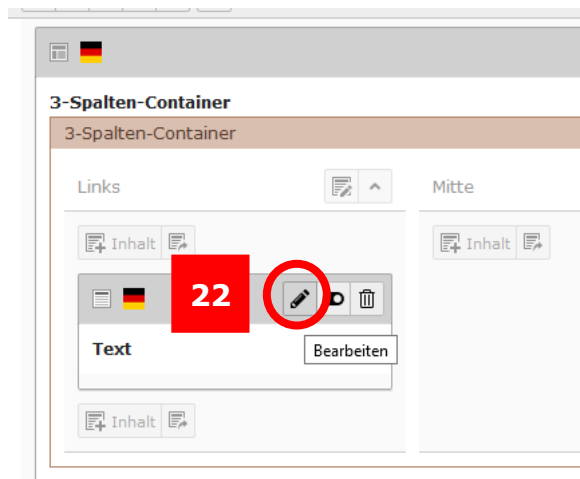 3-Spalten-Container
3-Spalten-Container
Links
Mitte
Inhalt
Inhalt
22
Text
Bearbeiten
Inhalt